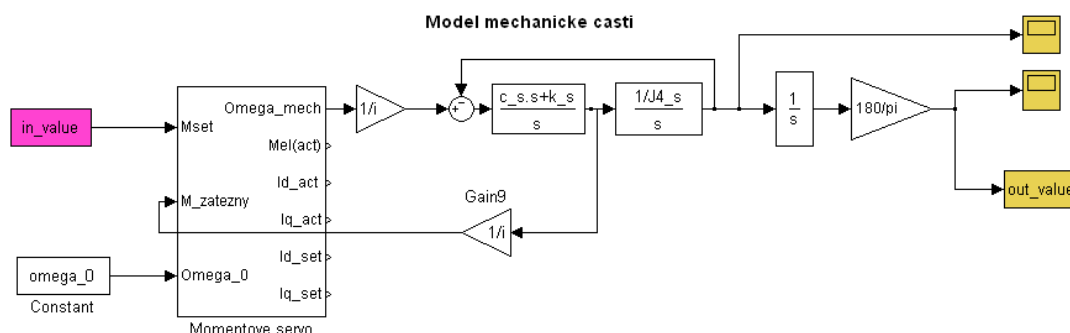 Model mechanicke casti
in_value
Mset
M_zatezny
Omega_0
Omega_mech
Mel(act)
Id_act
Iq_act
Id_set
Iq_set
Momentove servo
omega_0
Constant
1/i
+
−
c_s.s+k_s
s
1/J4_s
s
1
s
180/pi
Gain9
1/i
out_value